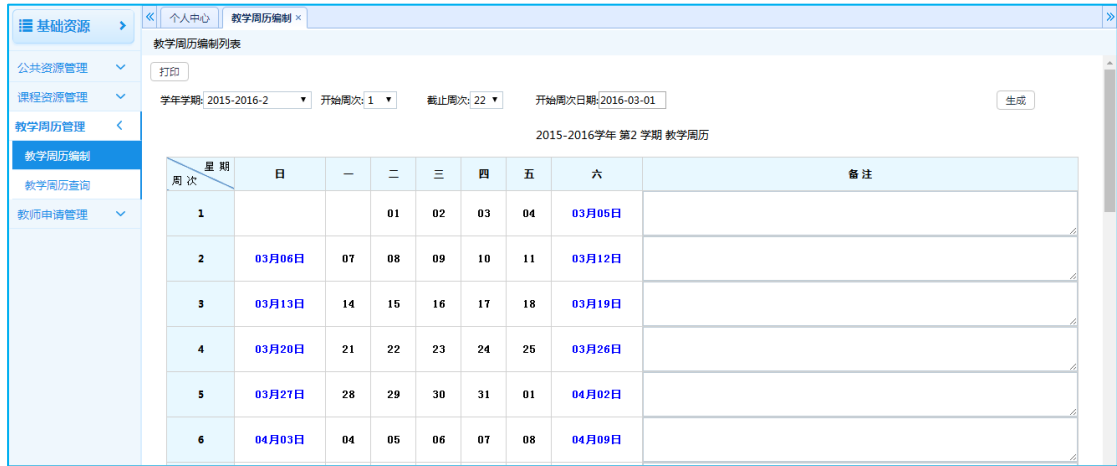 基础资源
个人中心 教学周历编制 ×
教学周历编制列表
公共资源管理
打印
课程资源管理
学年学期: 2015-2016-2 开始周次: 1 截止周次: 22 开始周次日期: 2016-03-01 生成
教学周历管理
2015-2016学年 第2 学期 教学周历
教学周历编制
教学周历查询
教师申请管理
星 期
周 次
日 一 二 三 四 五 六 备 注
1 01 02 03 04 03月05日
2 03月06日 07 08 09 10 11 03月12日
3 03月13日 14 15 16 17 18 03月19日
4 03月20日 21 22 23 24 25 03月26日
5 03月27日 28 29 30 31 01 04月02日
6 04月03日 04 05 06 07 08 04月09日